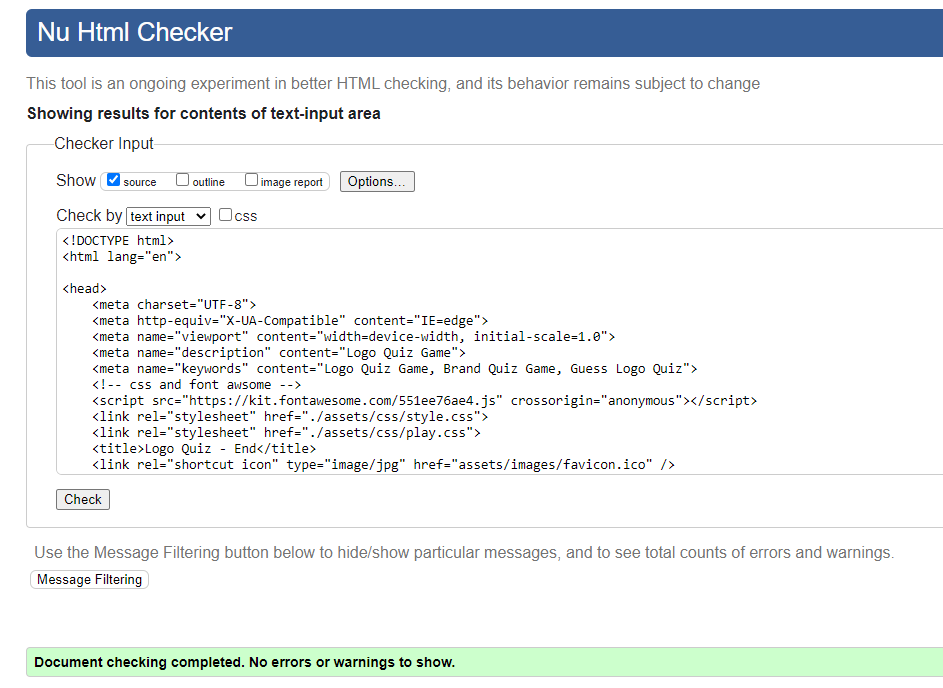 Nu Html Checker
This tool is an ongoing experiment in better HTML checking, and its behavior remains subject to change
Showing results for contents of text-input area
Checker Input
Show source outline image report Options...
Check by text input css
<!DOCTYPE html>
<html lang="en">
<head>
    <meta charset="UTF-8">
    <meta http-equiv="X-UA-Compatible" content="IE=edge">
    <meta name="viewport" content="width=device-width, initial-scale=1.0">
    <meta name="description" content="Logo Quiz Game">
    <meta name="keywords" content="Logo Quiz Game, Brand Quiz Game, Guess Logo Quiz">
    <!-- css and font awsome -->
    <script src="https://kit.fontawesome.com/551ee76ae4.js" crossorigin="anonymous"></script>
    <link rel="stylesheet" href="./assets/css/style.css">
    <link rel="stylesheet" href="./assets/css/play.css">
    <title>Logo Quiz - End</title>
    <link rel="shortcut icon" type="image/jpg" href="assets/images/favicon.ico" />
Check
Use the Message Filtering button below to hide/show particular messages, and to see total counts of errors and warnings.
Message Filtering
Document checking completed. No errors or warnings to show.